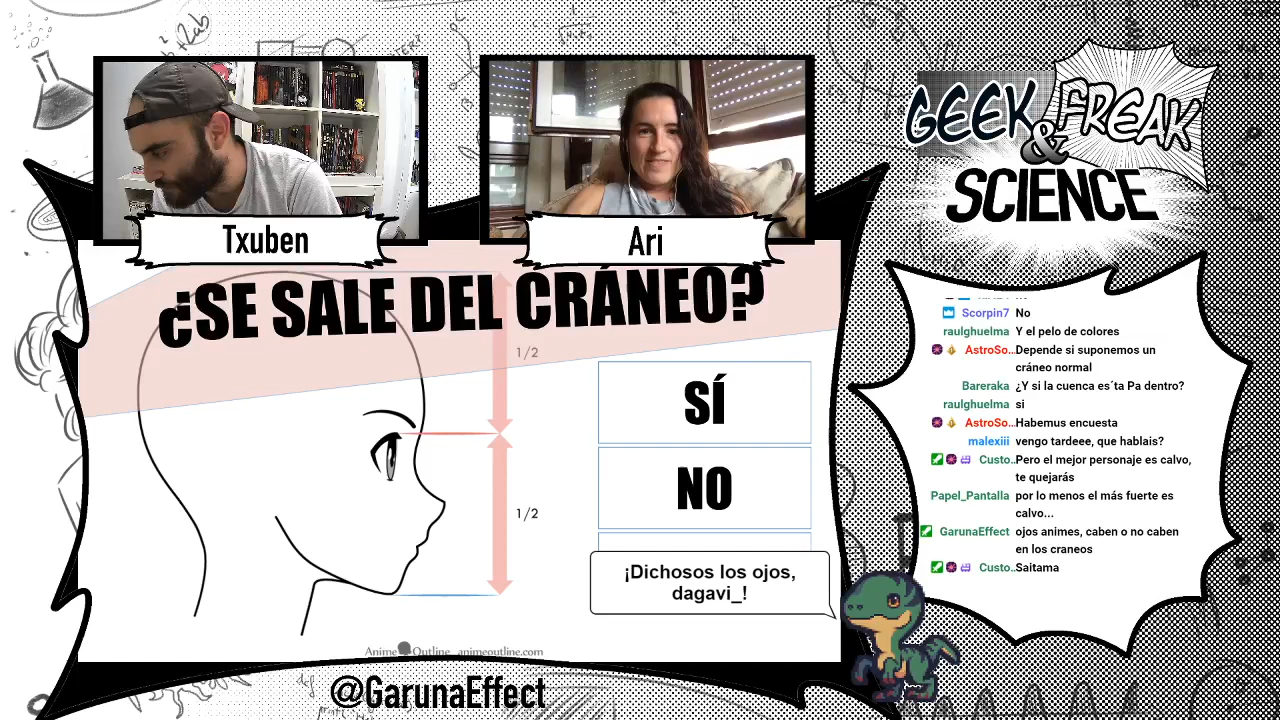 Txuben
Ari
GEEK
&
FREAK
SCIENCE
¿SE SALE DEL CRÁNEO?
1/2
1/2
SÍ
NO
¡Dichosos los ojos,
dagavi_!
Anime Outline animeoutline.com
@GarunaEffect
Scorpin7 No
raulghuelma Y el pelo de colores
AstroSo... Depende si suponemos un
cráneo normal
Bareraka ¿Y si la cuenca es´ta Pa dentro?
raulghuelma si
AstroSo... Habemus encuesta
malexiii vengo tardeee, que hablais?
Custo... Pero el mejor personaje es calvo,
te quejarás
Papel_Pantalla por lo menos el más fuerte es
calvo...
GarunaEffect ojos animes, caben o no caben
en los craneos
Custo... Saitama